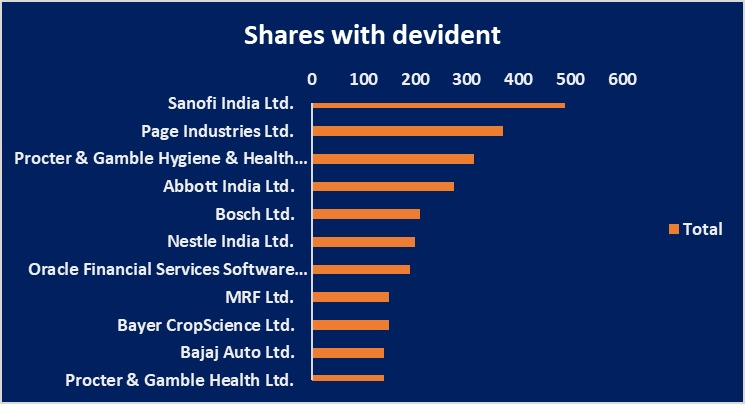 Shares with devident
0 100 200 300 400 500 600
Sanofi India Ltd.
Page Industries Ltd.
Procter & Gamble Hygiene & Health...
Abbott India Ltd.
Bosch Ltd.
Nestle India Ltd.
Oracle Financial Services Software...
MRF Ltd.
Bayer CropScience Ltd.
Bajaj Auto Ltd.
Procter & Gamble Health Ltd.
Total